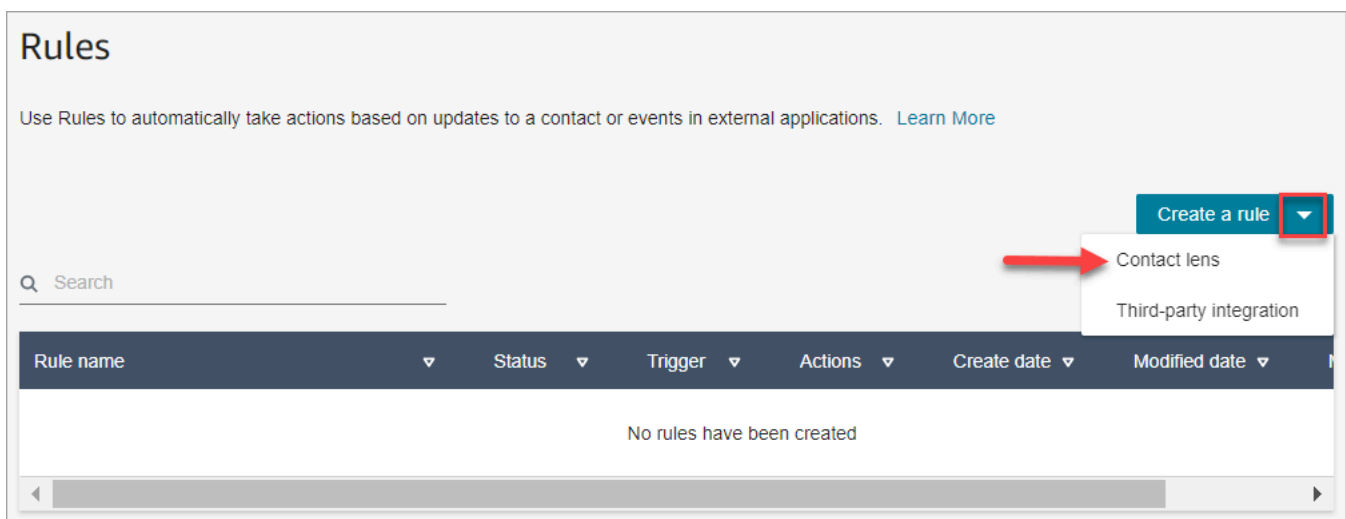 Rules
Use Rules to automatically take actions based on updates to a contact or events in external applications. Learn More
Create a rule
Contact lens
Search
Third-party integration
Rule name Status Trigger Actions Create date Modified date
No rules have been created